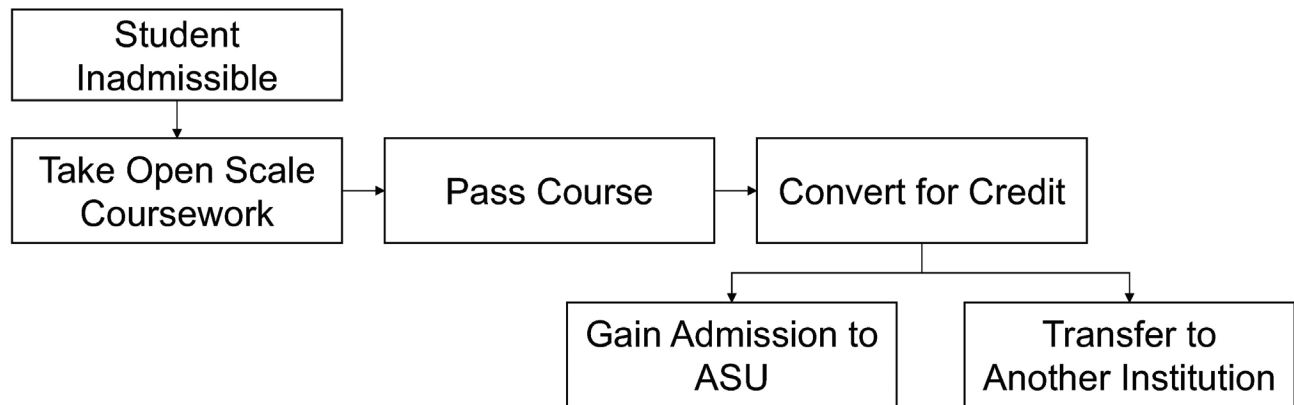 Student
Inadmissible
Take Open Scale
Coursework
Pass Course
Convert for Credit
Gain Admission to
ASU
Transfer to
Another Institution